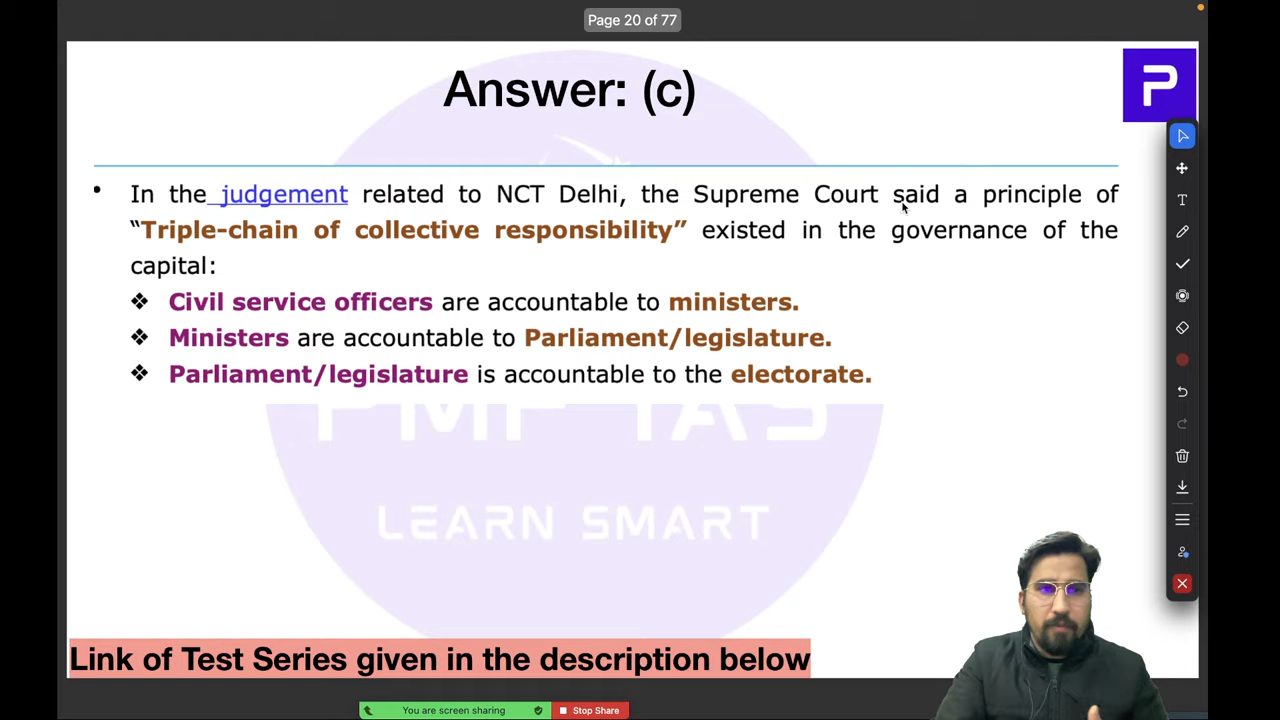 Page 20 of 77
Answer: (c)
P
• In the judgement related to NCT Delhi, the Supreme Court said a principle of
“Triple-chain of collective responsibility” existed in the governance of the
capital:
❖ Civil service officers are accountable to ministers.
❖ Ministers are accountable to Parliament/legislature.
❖ Parliament/legislature is accountable to the electorate.
PMF IAS
LEARN SMART
Link of Test Series given in the description below
You are screen sharing
Stop Share